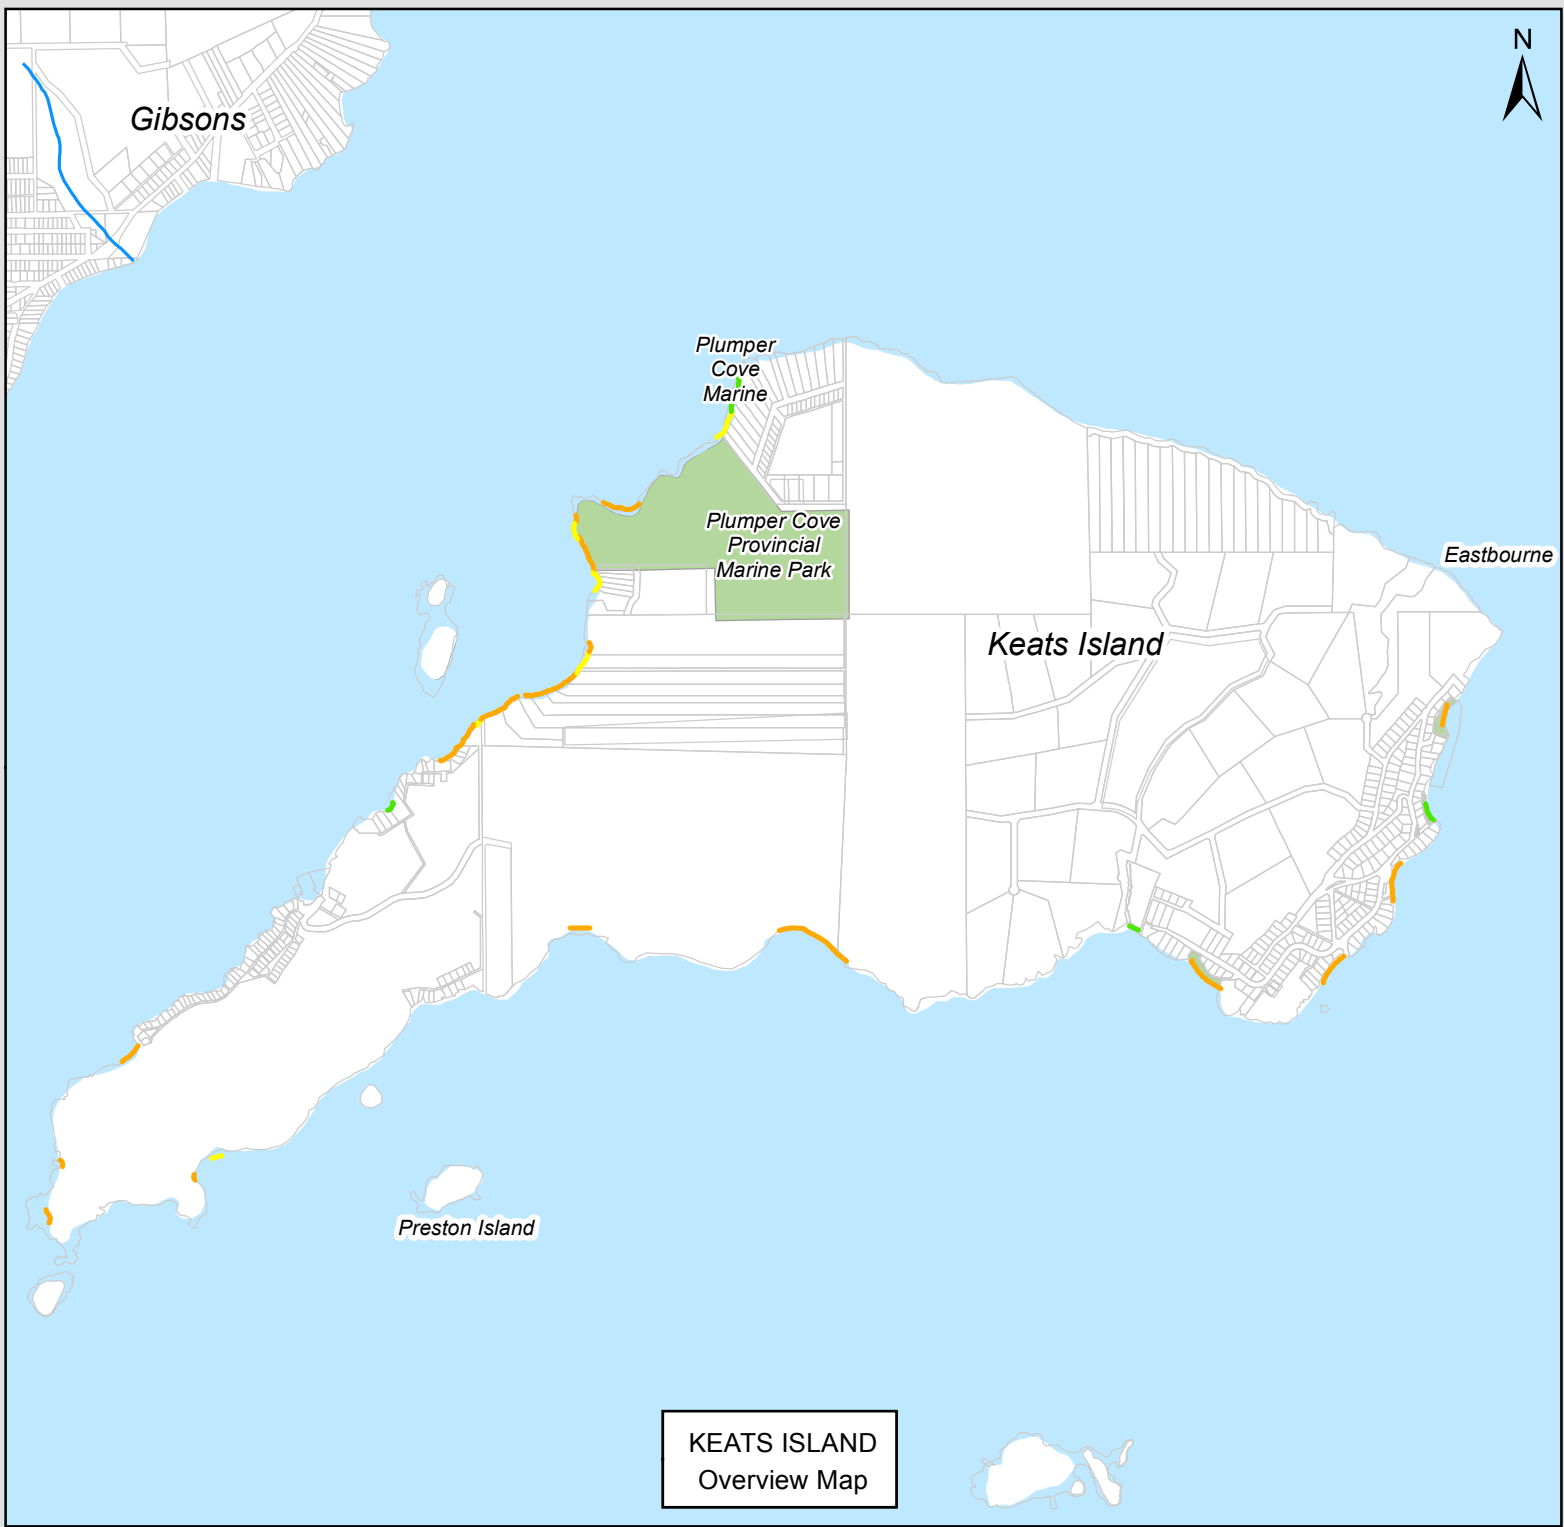 N
Gibsons
Plumper
Cove
Marine
Plumper Cove
Provincial
Marine Park
Eastbourne
Keats Island
Preston Island
KEATS ISLAND
Overview Map